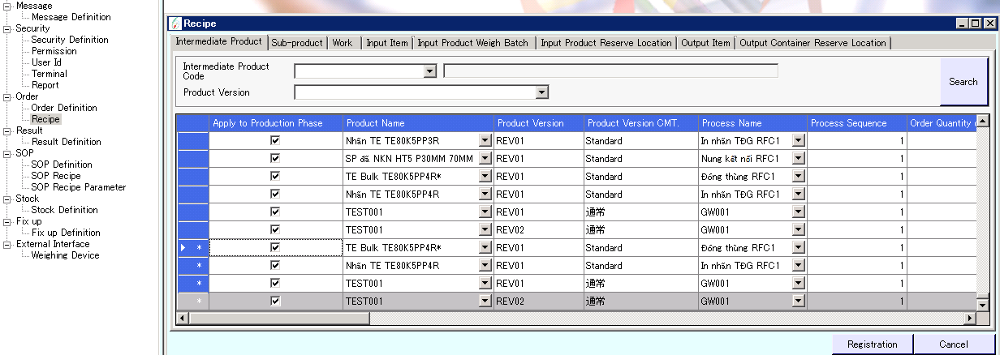 Message
Message Definition
Security
Security Definition
Permission
User Id
Terminal
Report
Order
Order Definition
Recipe
Result
Result Definition
SOP
SOP Definition
SOP Recipe
SOP Recipe Parameter
Stock
Stock Definition
Fix up
Fix up Definition
External Interface
Weighing Device
Recipe
Intermediate Product Sub-product Work Input Item Input Product Weigh Batch Input Product Reserve Location Output Item Output Container Reserve Location
Intermediate Product
Code
Product Version
Search
Apply to Production Phase Product Name Product Version Product Version CMT. Process Name Process Sequence Order Quantity
Nhãn TE TE80K5PP3R REV01 Standard In nhãn TĐG RFC1 1
SP đã NKN HT5 P30MM 70MM REV01 Standard Nung kết nối RFC1 1
TE Bulk TE80K5PP4R* REV01 Standard Đóng thùng RFC1 1
Nhãn TE TE80K5PP4R REV01 Standard In nhãn TĐG RFC1 1
TEST001 REV01 通常 GW001 1
TEST001 REV02 通常 GW001 1
* TE Bulk TE80K5PP4R* REV01 Standard Đóng thùng RFC1 1
* Nhãn TE TE80K5PP4R REV01 Standard In nhãn TĐG RFC1 1
* TEST001 REV01 通常 GW001 1
* TEST001 REV02 通常 GW001 1
Registration Cancel